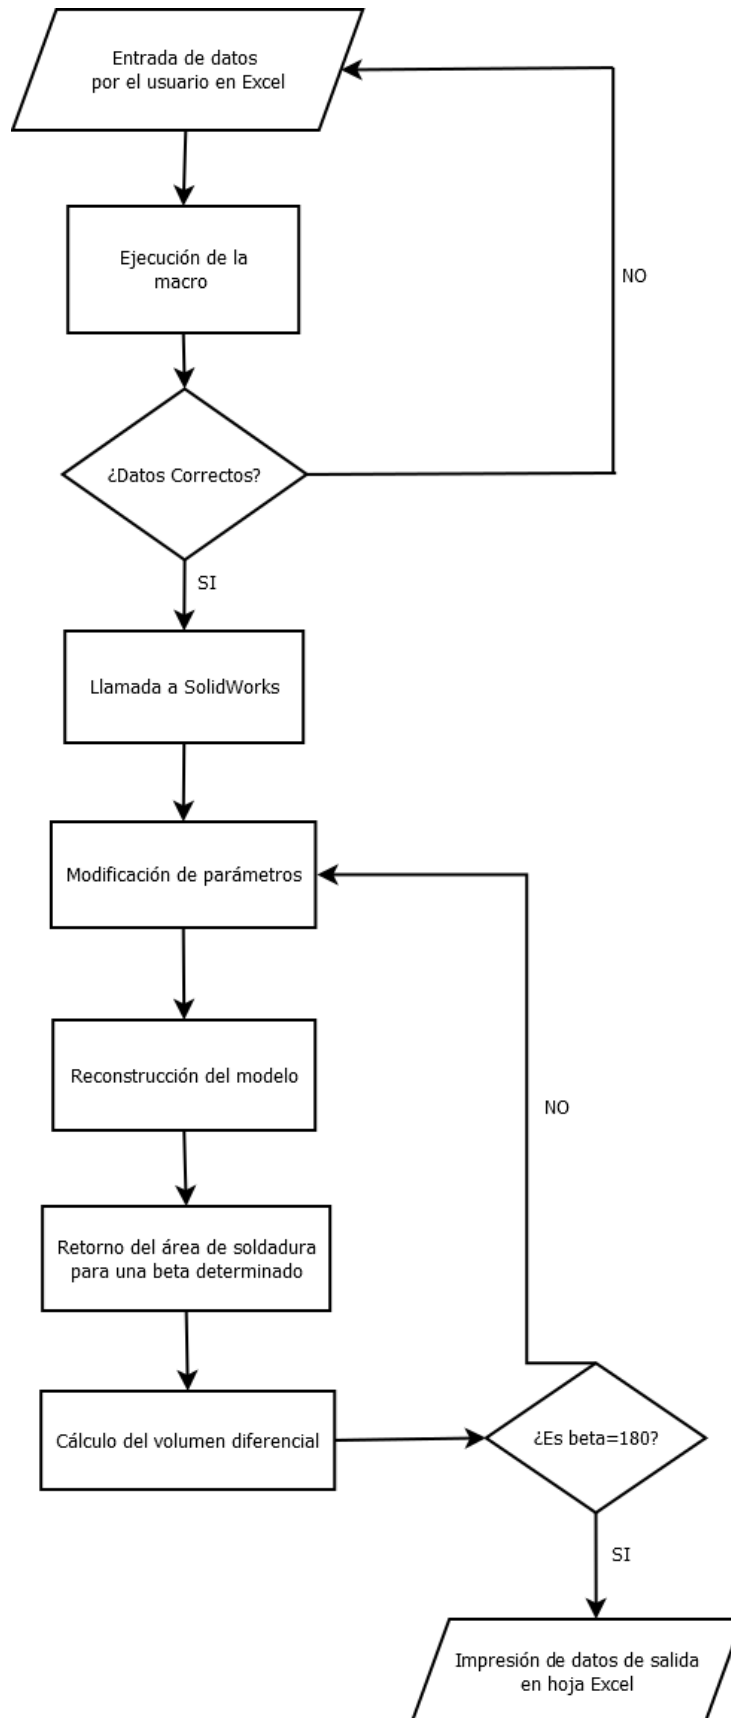 Entrada de datos
por el usuario en Excel
Ejecución de la
macro
NO
¿Datos Correctos?
SI
Llamada a SolidWorks
Modificación de parámetros
Reconstrucción del modelo
NO
Retorno del área de soldadura
para una beta determinado
Cálculo del volumen diferencial
¿Es beta=180?
SI
Impresión de datos de salida
en hoja Excel